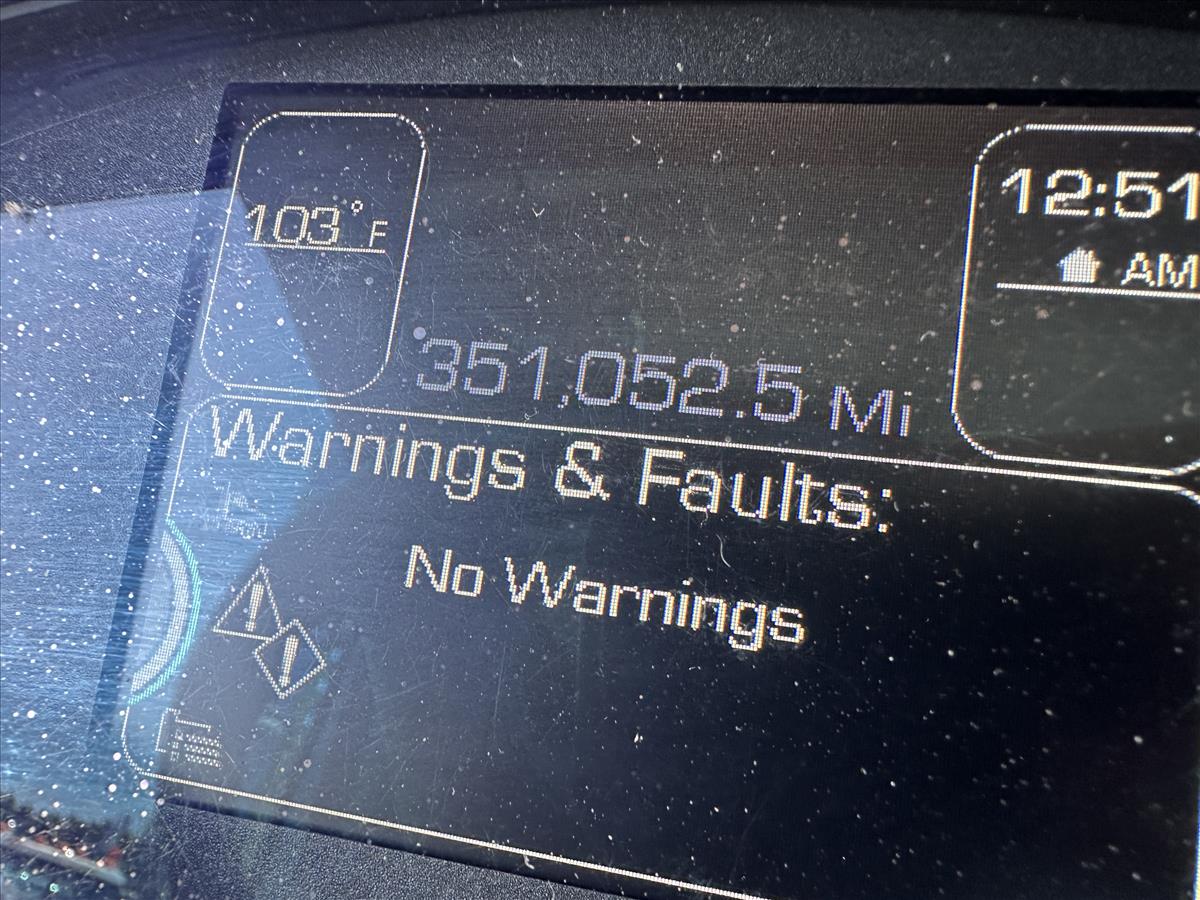 103°F
12:51
AM
351,052.5 Mi
Warnings & Faults:
No Warnings